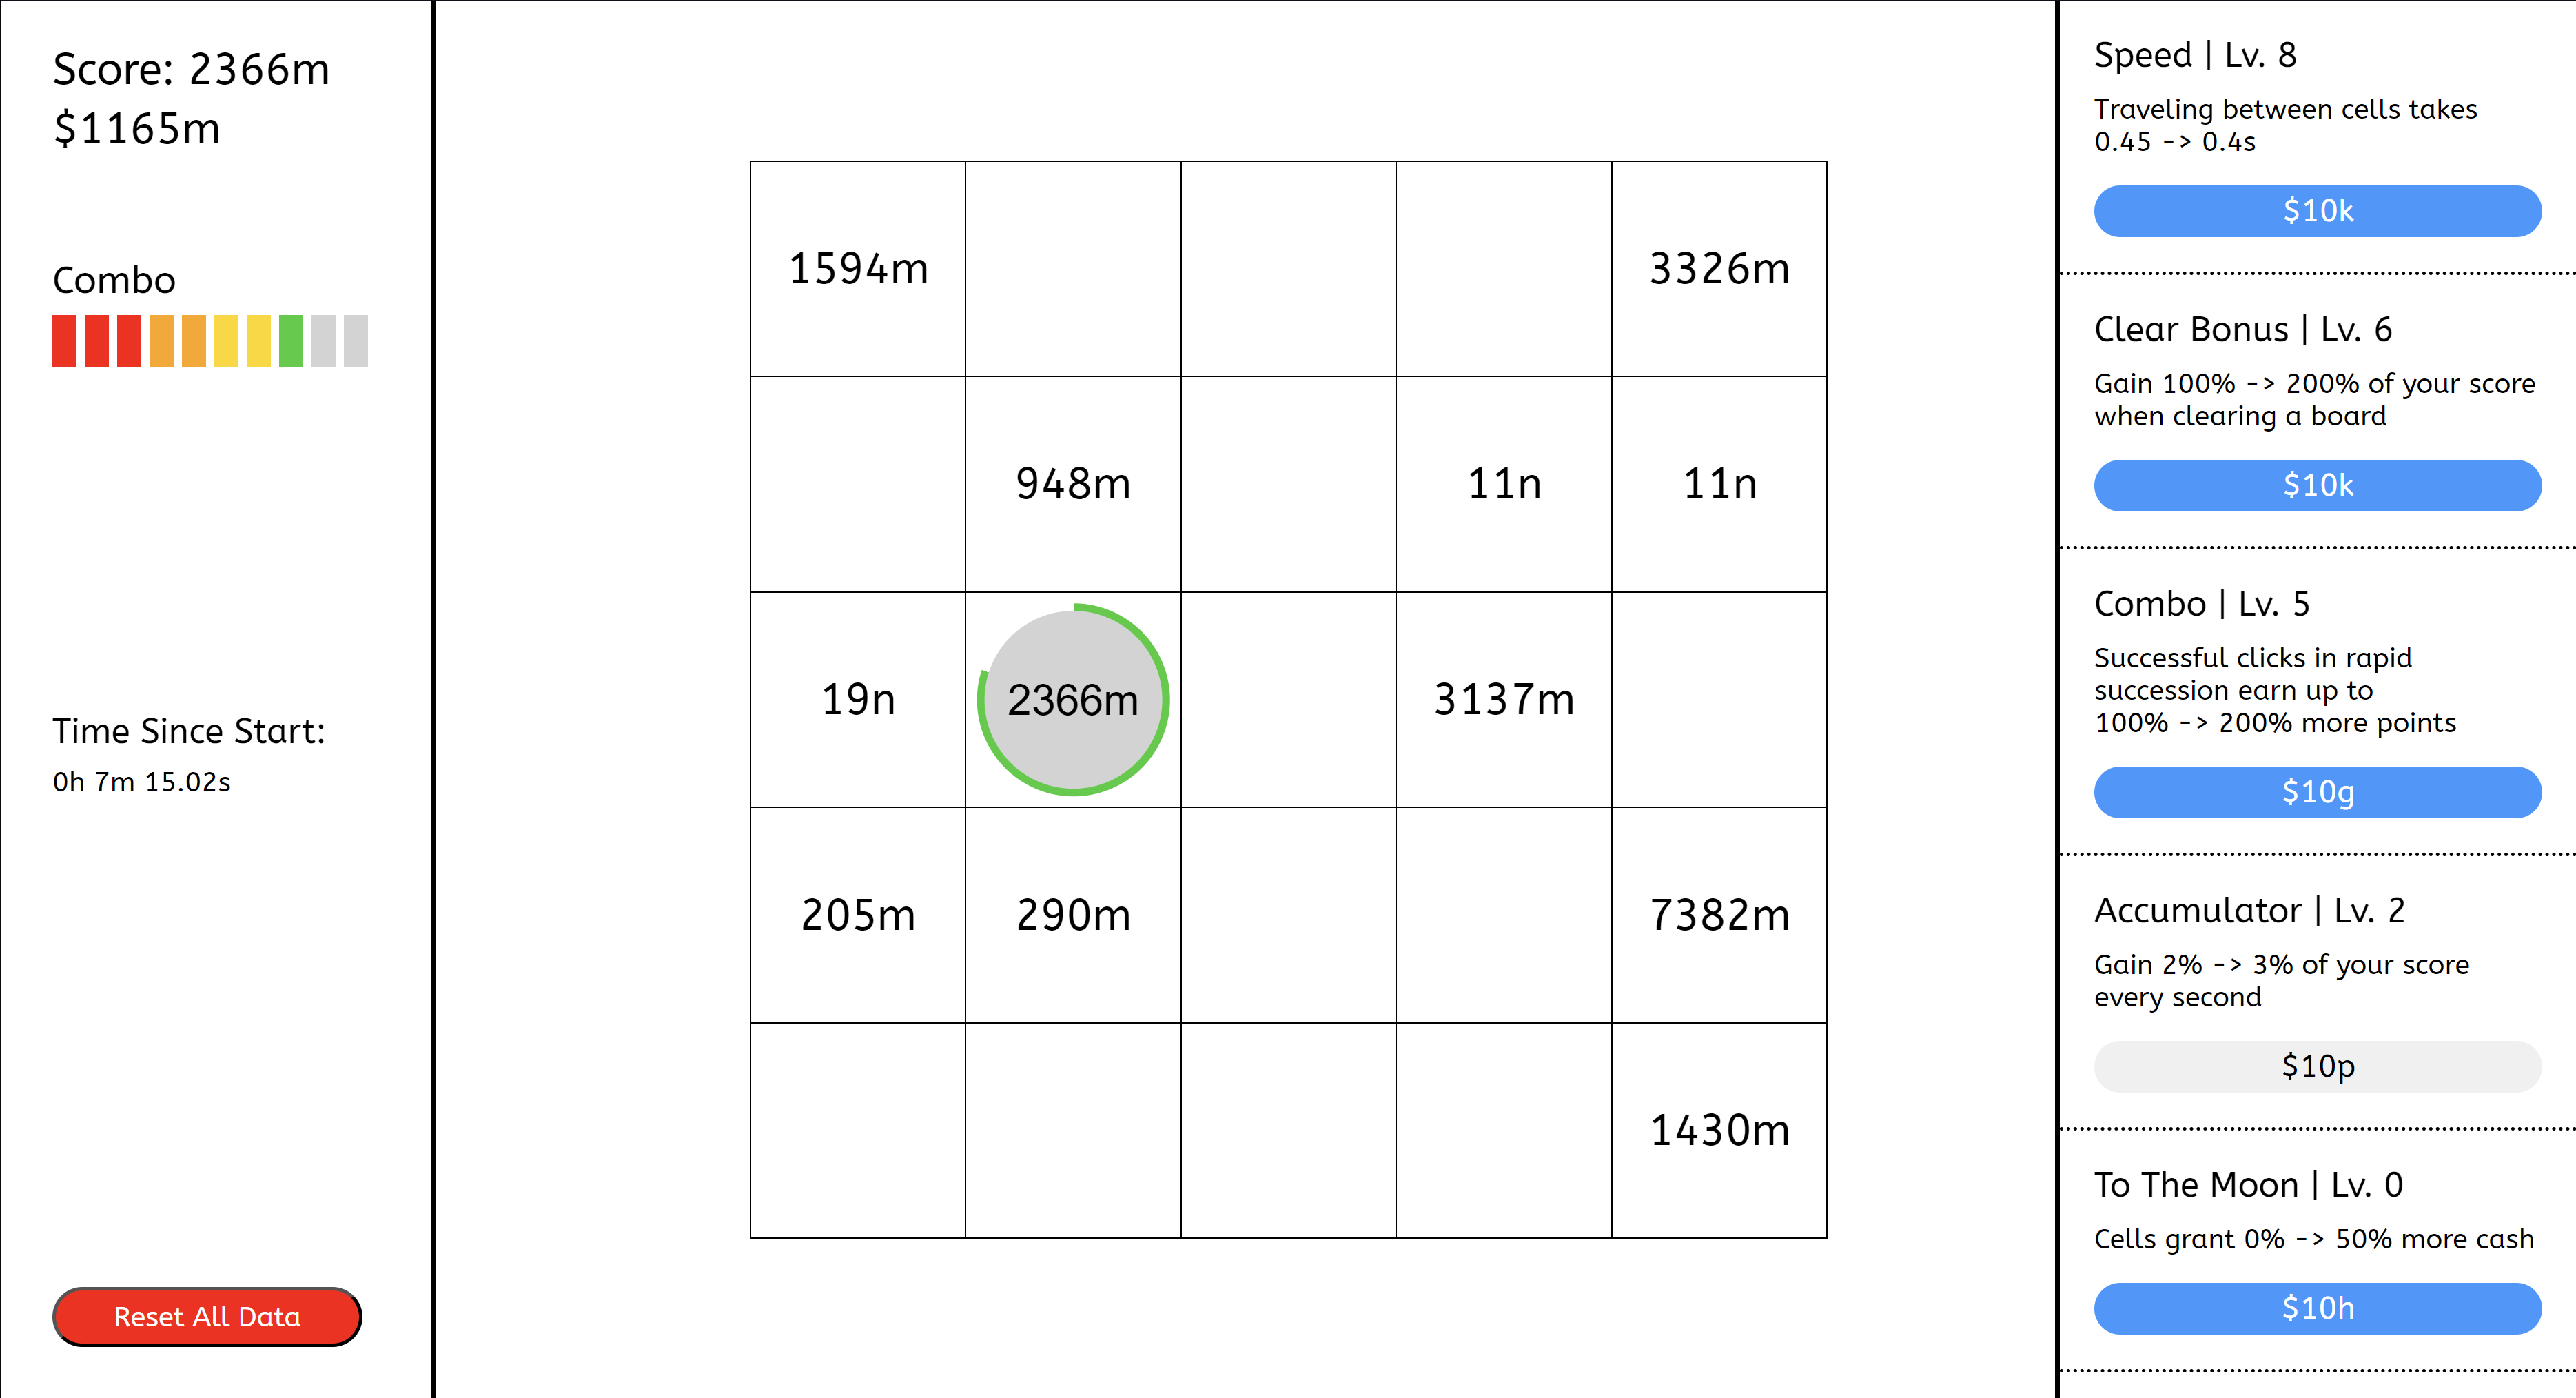 Score: 2366m
$1165m
Combo
Time Since Start:
0h 7m 15.02s
Reset All Data
1594m 3326m
948m 11n 11n
19n 2366m 3137m
205m 290m 7382m
1430m
Speed | Lv. 8
Traveling between cells takes
0.45 -> 0.4s
$10k
Clear Bonus | Lv. 6
Gain 100% -> 200% of your score
when clearing a board
$10k
Combo | Lv. 5
Successful clicks in rapid
succession earn up to
100% -> 200% more points
$10g
Accumulator | Lv. 2
Gain 2% -> 3% of your score
every second
$10p
To The Moon | Lv. 0
Cells grant 0% -> 50% more cash
$10h